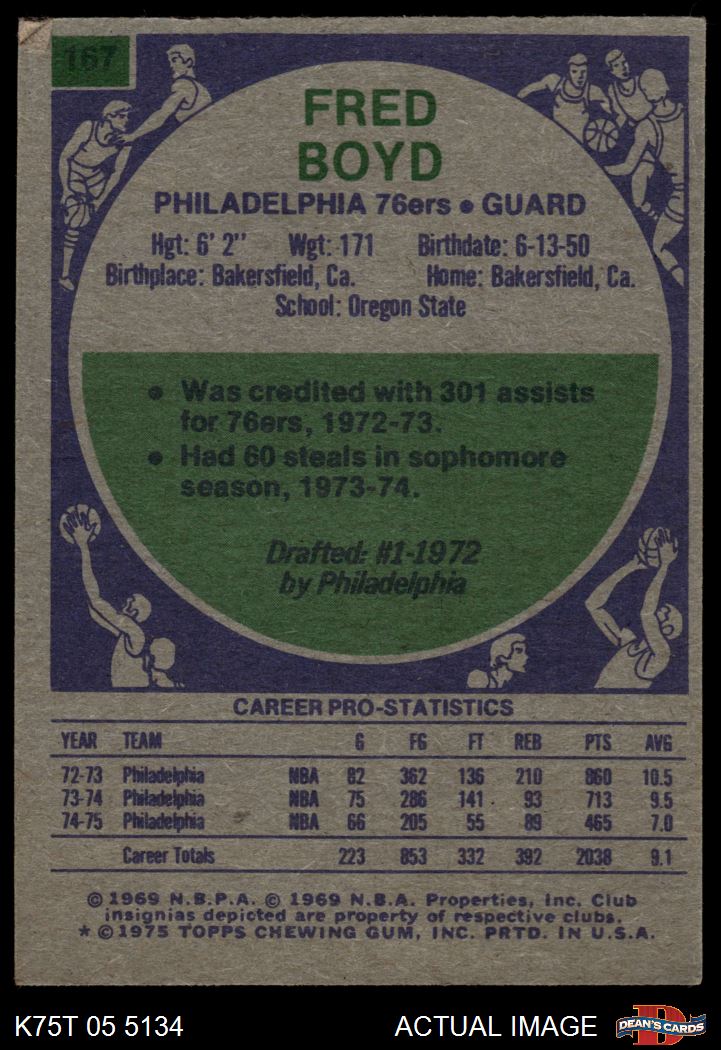 167
FRED
BOYD
PHILADELPHIA 76ers • GUARD
Hgt: 6' 2" Wgt: 171 Birthdate: 6-13-50
Birthplace: Bakersfield, Ca. Home: Bakersfield, Ca.
School: Oregon State
• Was credited with 301 assists
for 76ers, 1972-73.
• Had 60 steals in sophomore
season, 1973-74.
Drafted: #1-1972
by Philadelphia
CAREER PRO-STATISTICS
YEAR TEAM G FG FT REB PTS AVG
72-73 Philadelphia NBA 82 362 136 210 860 10.5
73-74 Philadelphia NBA 75 286 141 93 713 9.5
74-75 Philadelphia NBA 66 205 55 89 465 7.0
Career Totals 223 853 332 392 2038 9.1
© 1969 N.B.P.A. © 1969 N.B.A. Properties, Inc. Club
insignias depicted are property of respective clubs.
* © 1975 TOPPS CHEWING GUM, INC. PRTD. IN U.S.A.
K75T 05 5134 ACTUAL IMAGE D DEAN'S CARDS